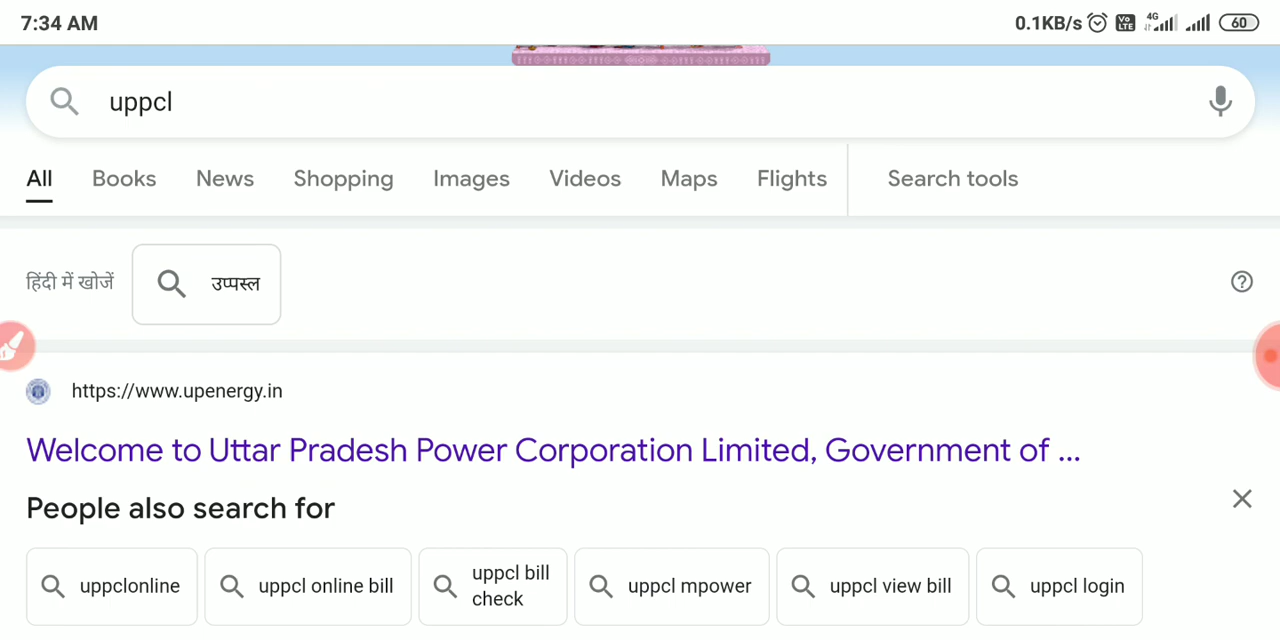 7:34 AM 0.1KB/s Vo LTE 4G 60
uppcl
All Books News Shopping Images Videos Maps Flights Search tools
हिंदी में खोजें उप्पस्ल
https://www.upenergy.in
Welcome to Uttar Pradesh Power Corporation Limited, Government of ...
People also search for
uppclonline uppcl online bill uppcl bill check uppcl mpower uppcl view bill uppcl login